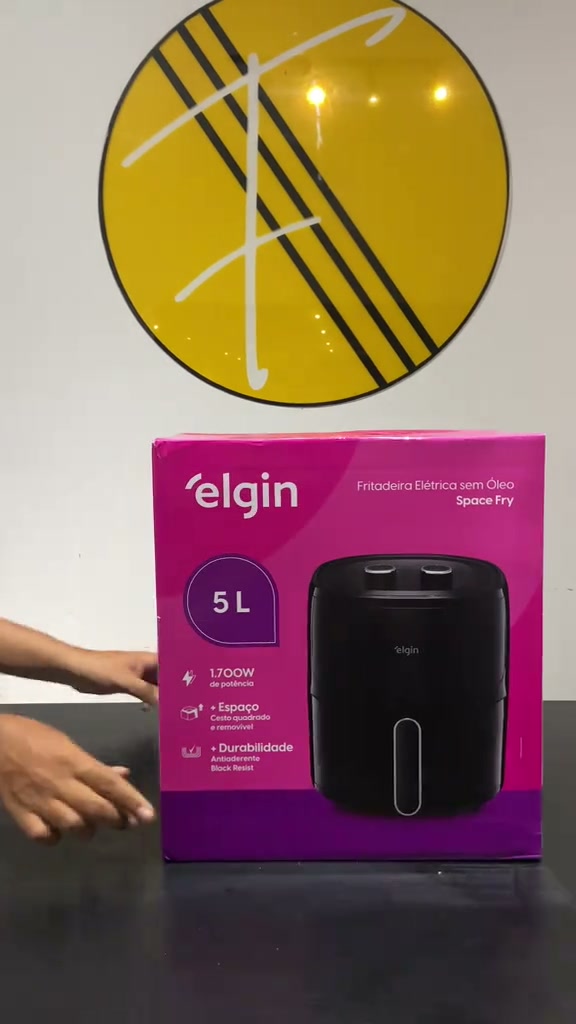 elgin
Fritadeira Elétrica sem Óleo
Space Fry
5 L
1.700W
de potência
+ Espaço
Cesto quadrado
e removível
+ Durabilidade
Antiaderente
Black Resist
elgin